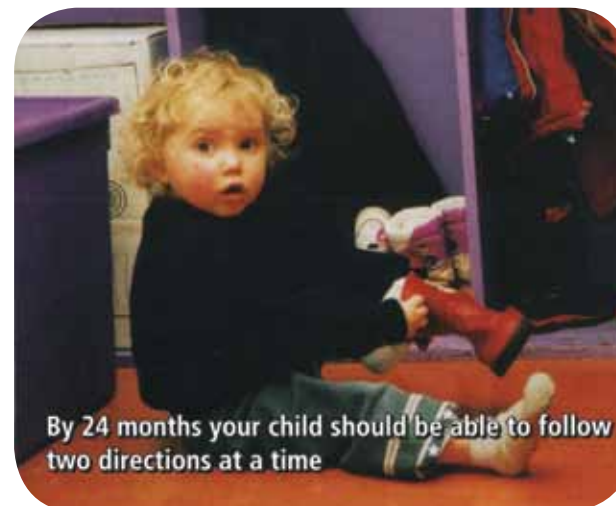 By 24 months your child should be able to follow
two directions at a time